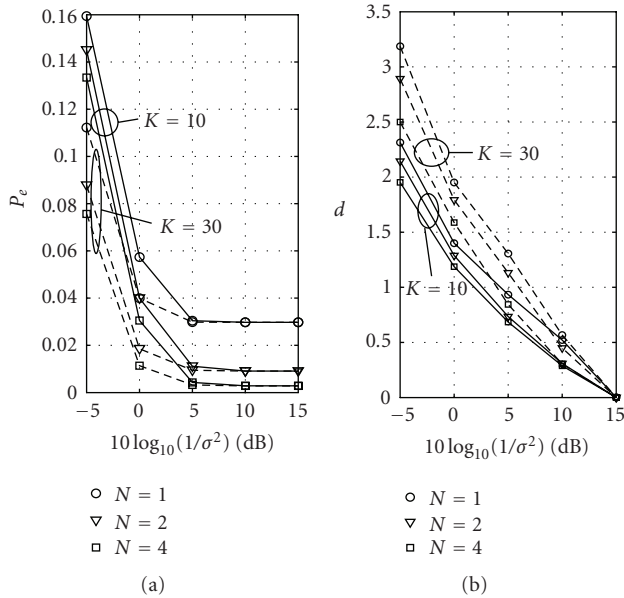 0.16
0.14
0.12
0.1
0.08
0.06
0.04
0.02
0
P_e
K = 10
K = 30
−5 0 5 10 15
10 log₁₀(1/σ²) (dB)
N = 1
N = 2
N = 4
(a)
3.5
3
2.5
2
1.5
1
0.5
0
d
K = 30
K = 10
−5 0 5 10 15
10 log₁₀(1/σ²) (dB)
N = 1
N = 2
N = 4
(b)